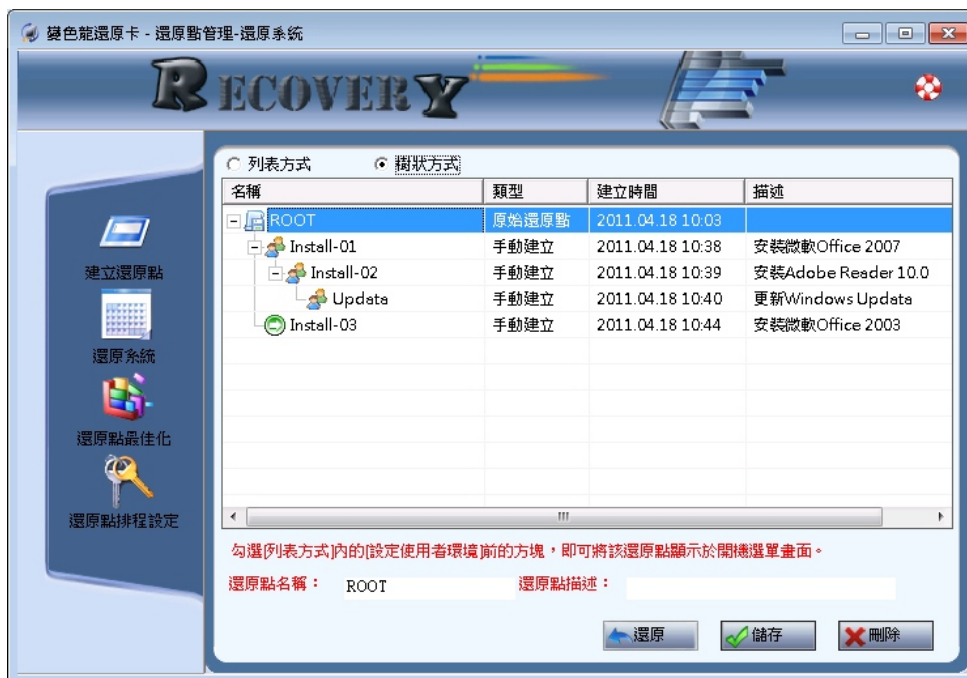 變色龍還原卡 - 還原點管理-還原系統
RECOVERY
列表方式 樹狀方式
名稱 類型 建立時間 描述
ROOT 原始還原點 2011.04.18 10:03
Install-01 手動建立 2011.04.18 10:38 安裝微軟Office 2007
Install-02 手動建立 2011.04.18 10:39 安裝Adobe Reader 10.0
Updata 手動建立 2011.04.18 10:40 更新Windows Updata
Install-03 手動建立 2011.04.18 10:44 安裝微軟Office 2003
建立還原點
還原系統
還原點最佳化
還原點排程設定
勾選[列表方式]內的[設定使用者環境]前的方塊，即可將該還原點顯示於開機選單畫面。
還原點名稱： ROOT 還原點描述：
還原 儲存 刪除